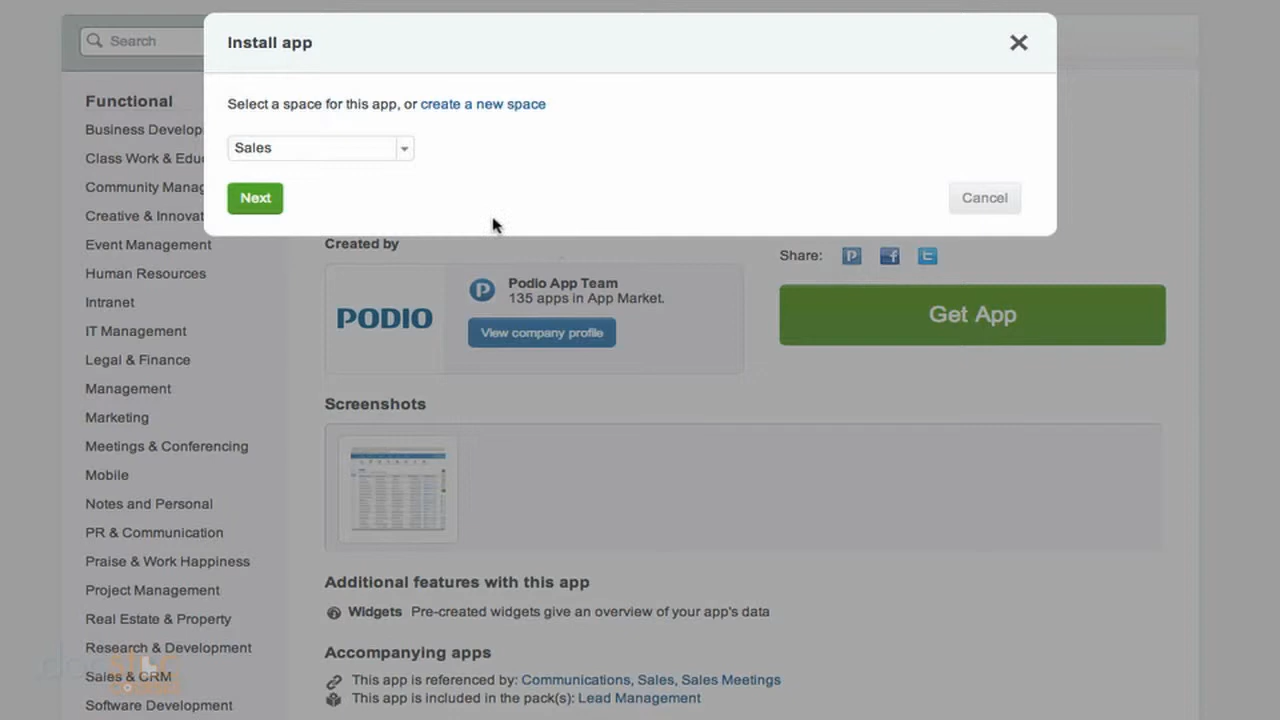 Search
Install app
Select a space for this app, or create a new space
Sales
Next
Cancel
Functional
Business Develop
Class Work & Edu
Community Manag
Creative & Innovat
Event Management
Human Resources
Intranet
IT Management
Legal & Finance
Management
Marketing
Meetings & Conferencing
Mobile
Notes and Personal
PR & Communication
Praise & Work Happiness
Project Management
Real Estate & Property
Research & Development
Sales & CRM
Software Development
Created by
PODIO
Podio App Team
135 apps in App Market.
View company profile
Share:
Get App
Screenshots
Additional features with this app
Widgets Pre-created widgets give an overview of your app's data
Accompanying apps
This app is referenced by: Communications, Sales, Sales Meetings
This app is included in the pack(s): Lead Management